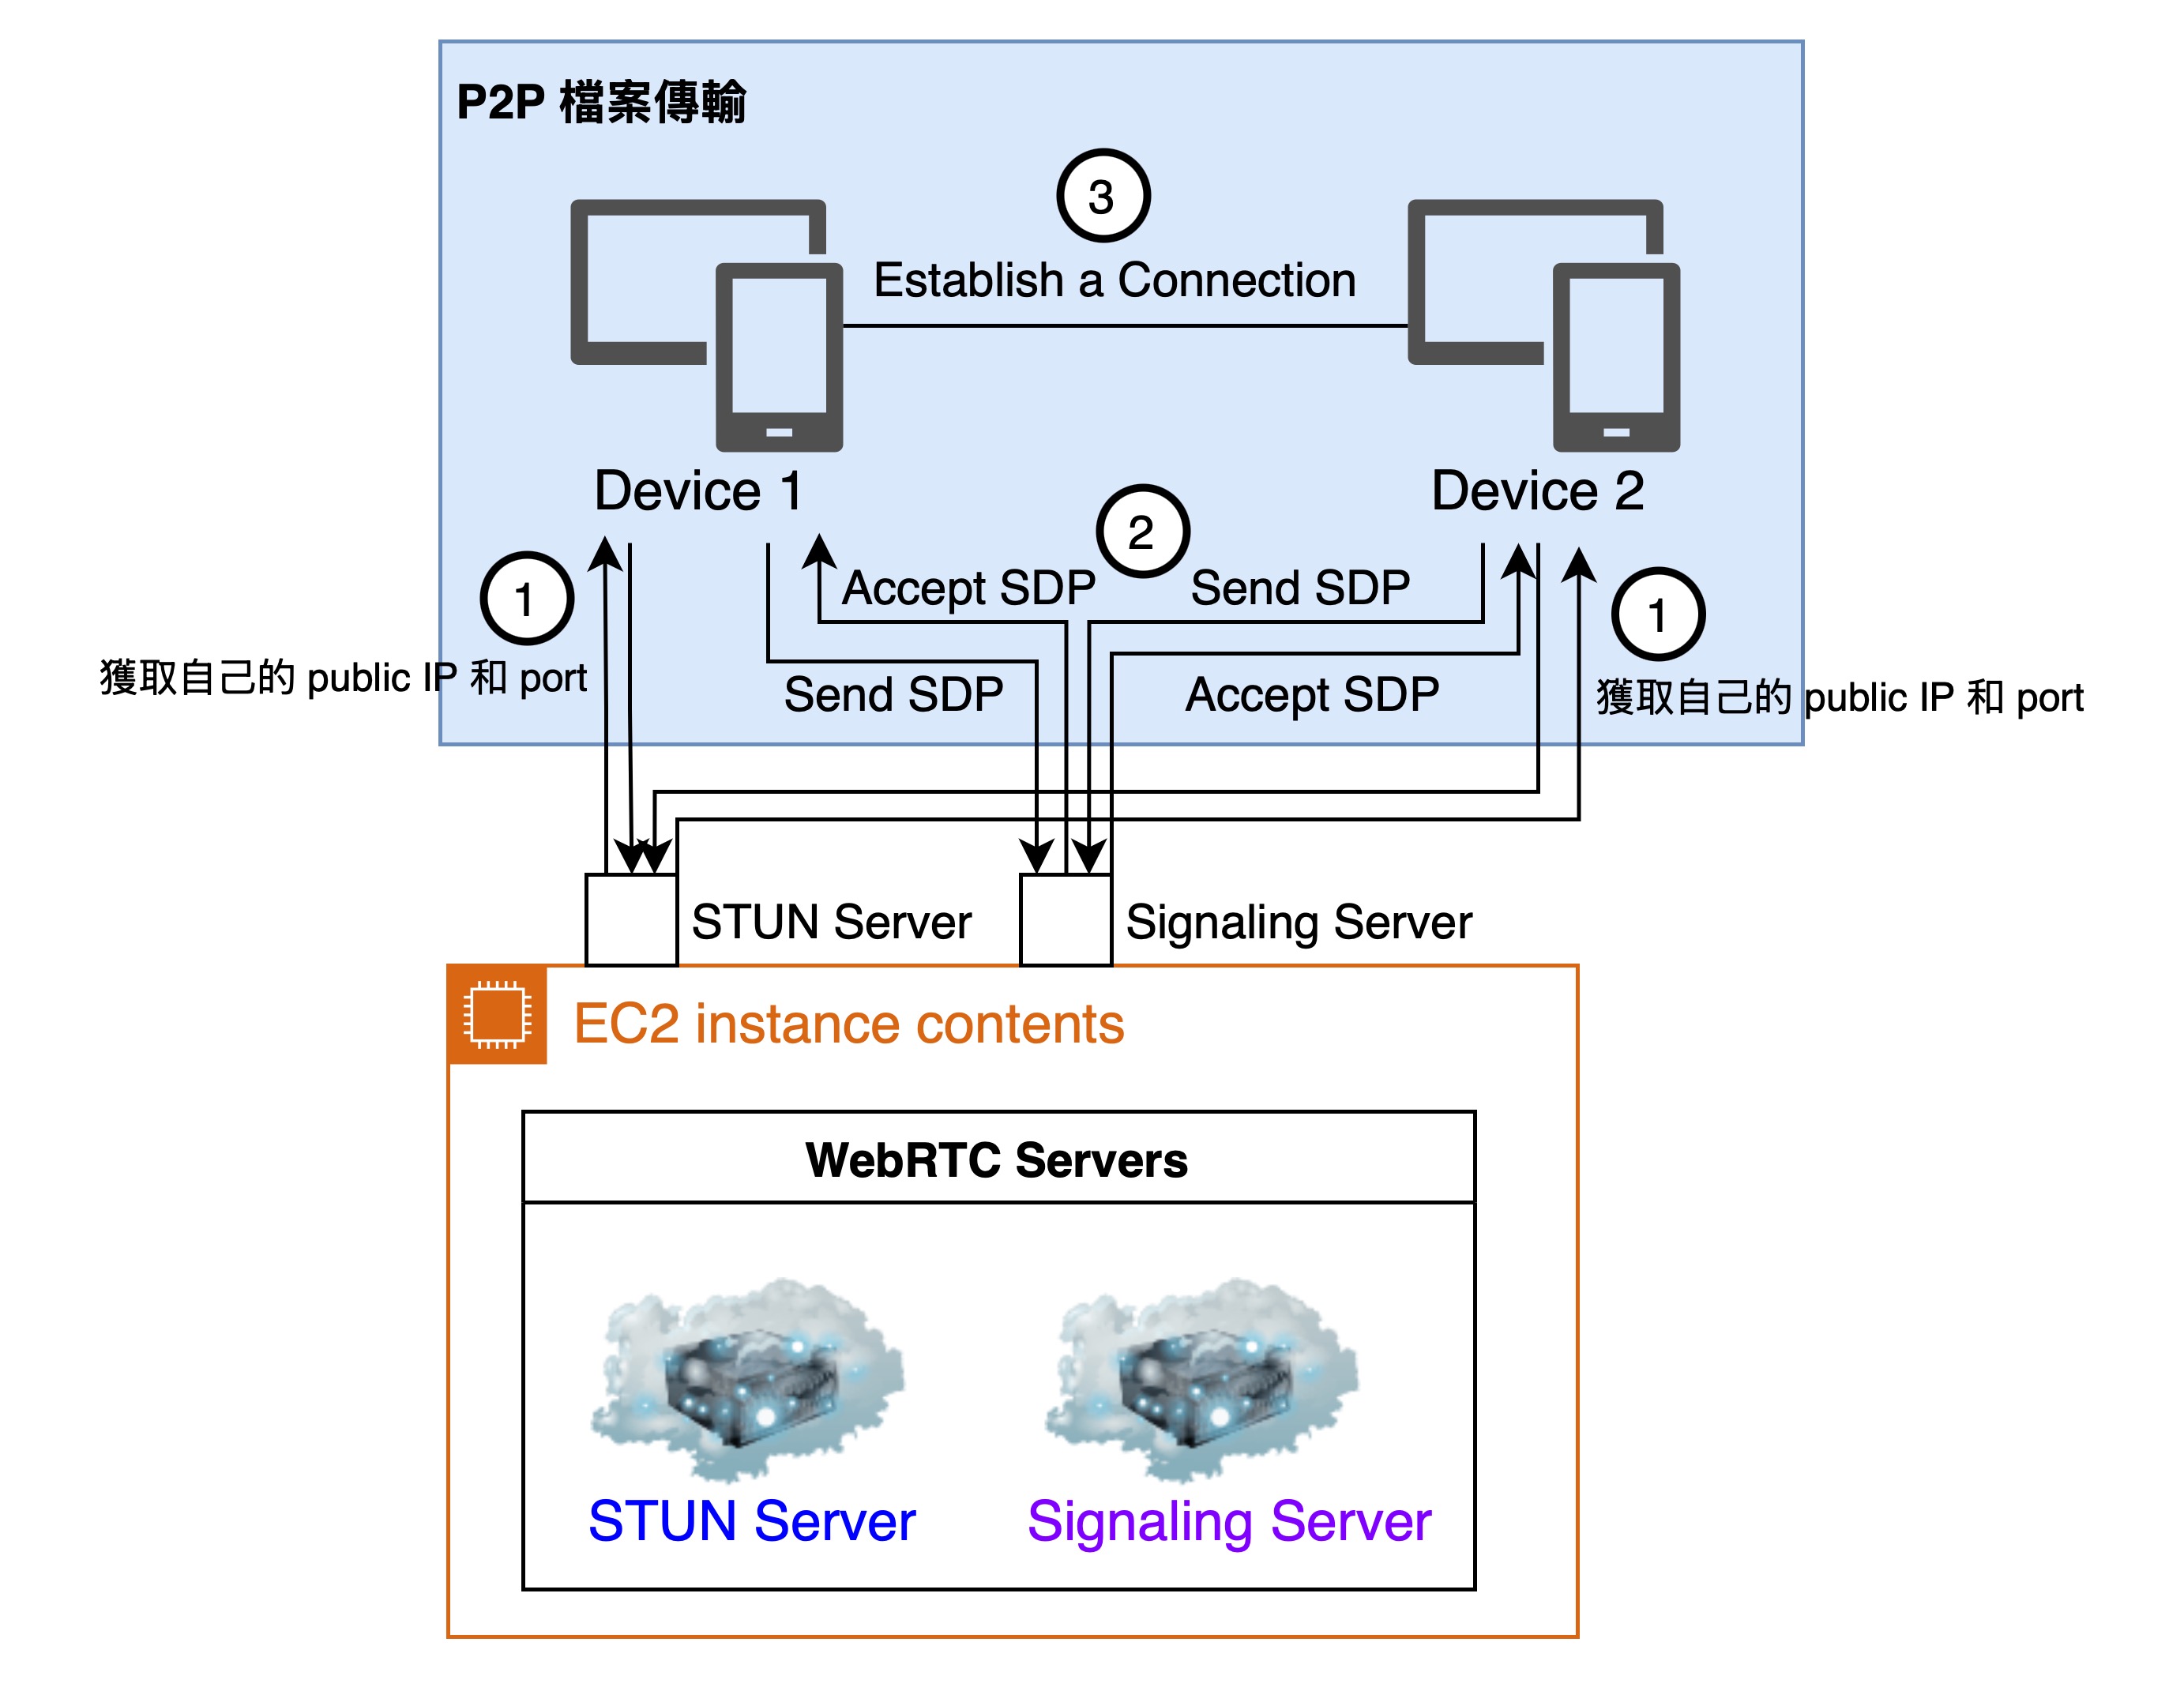 P2P 檔案傳輸
3
Establish a Connection
Device 1
Device 2
2
1
Accept SDP
Send SDP
1
獲取自己的 public IP 和 port
Send SDP
Accept SDP
獲取自己的 public IP 和 port
STUN Server
Signaling Server
EC2 instance contents
WebRTC Servers
STUN Server
Signaling Server